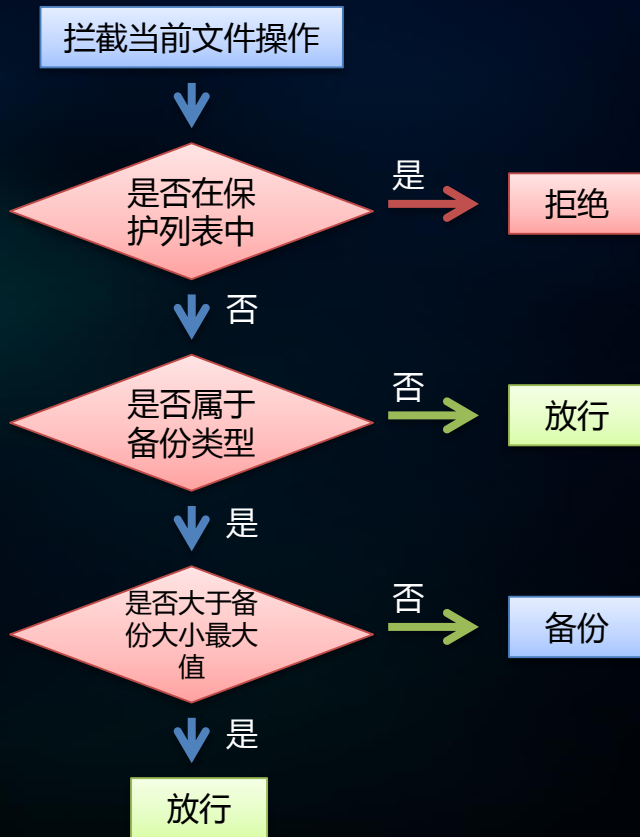 拦截当前文件操作
是否在保
护列表中
是
拒绝
否
是否属于
备份类型
否
放行
是
是否大于备
份大小最大
值
否
备份
是
放行